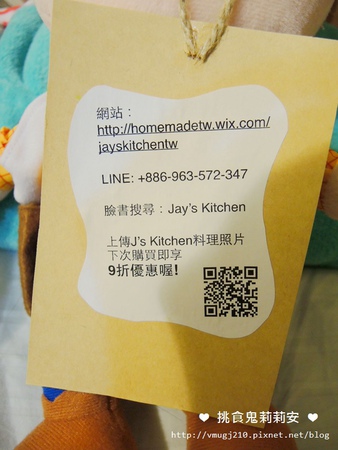 網站：
http://homemadetw.wix.com/
jayskitchentw
LINE: +886-963-572-347
臉書搜尋：Jay's Kitchen
上傳J's Kitchen料理照片
下次購買即享
9折優惠喔!
❤ 挑食鬼莉莉安 ❤
http://vmugj210.pixnet.net/blog